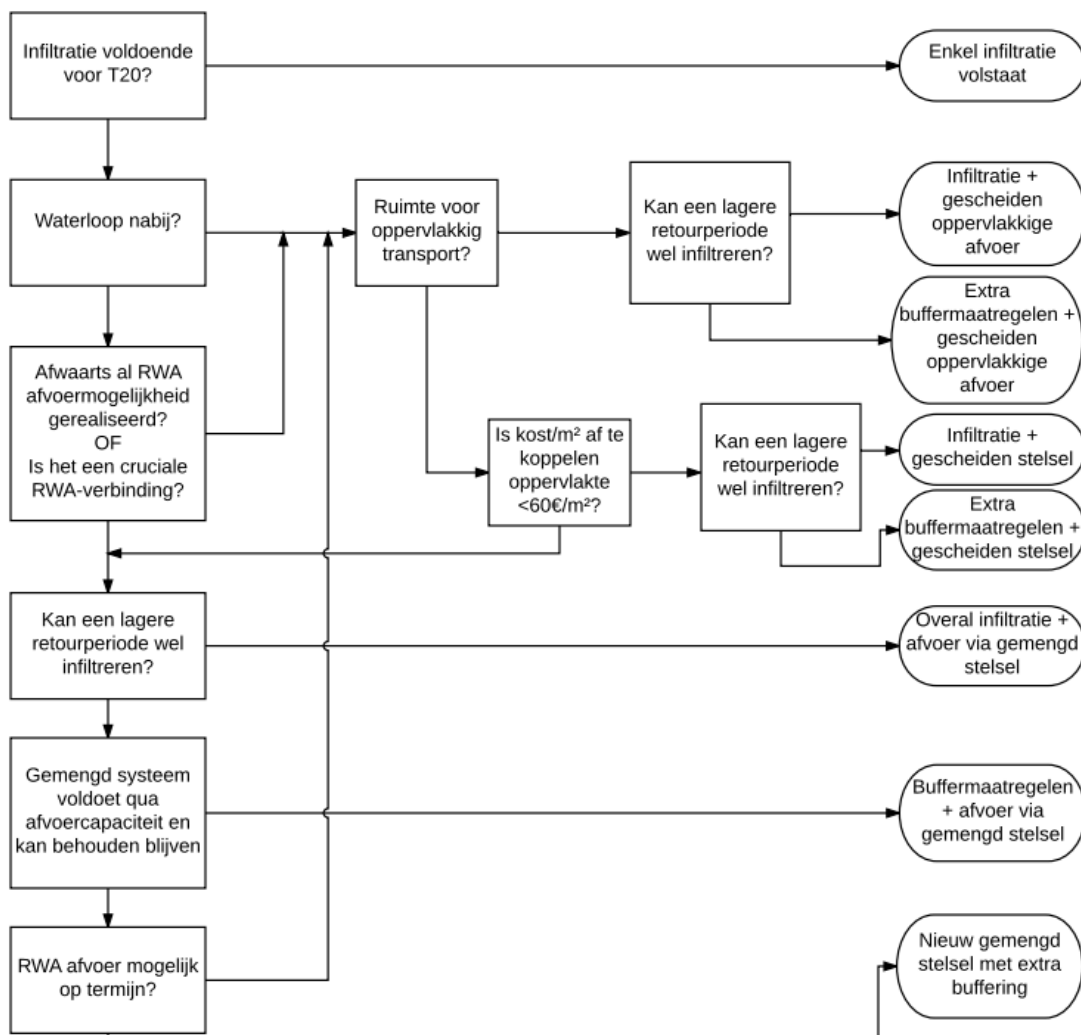 Infiltratie voldoende
voor T20?
Enkel infiltratie
volstaat
Waterloop nabij?
Ruimte voor
oppervlakkig
transport?
Kan een lagere
retourperiode
wel infiltreren?
Infiltratie +
gescheiden
oppervlakkige
afvoer
Extra
buffermaatregelen +
gescheiden
oppervlakkige
afvoer
Afwaarts al RWA
afvoermogelijkheid
gerealiseerd?
OF
Is het een cruciale
RWA-verbinding?
Is kost/m² af te
koppelen
oppervlakte
<60€/m²?
Kan een lagere
retourperiode
wel infiltreren?
Infiltratie +
gescheiden stelsel
Extra
buffermaatregelen +
gescheiden stelsel
Kan een lagere
retourperiode wel
infiltreren?
Overal infiltratie +
afvoer via gemengd
stelsel
Gemengd systeem
voldoet qua
afvoercapaciteit en
kan behouden blijven
Buffermaatregelen
+ afvoer via
gemengd stelsel
RWA afvoer mogelijk
op termijn?
Nieuw gemengd
stelsel met extra
buffering